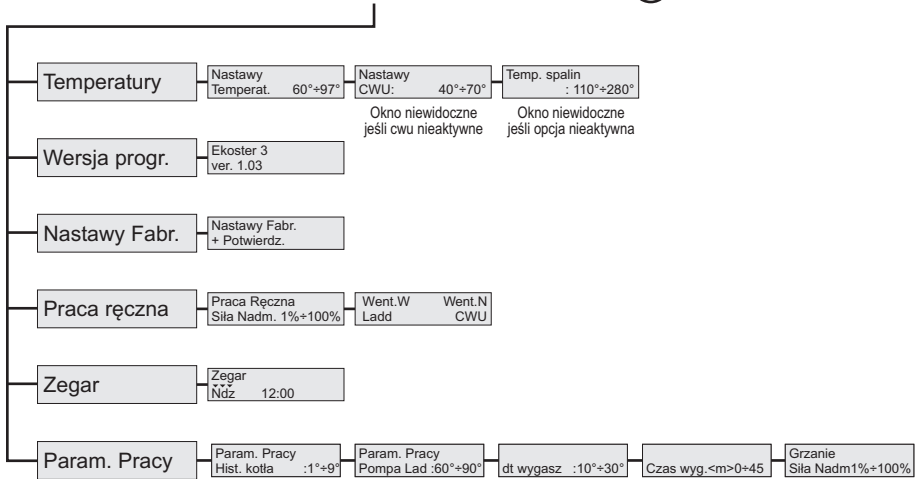 Temperatury
Nastawy
Temperat. 60°÷97°
Nastawy
CWU: 40°÷70°
Temp. spalin
: 110°÷280°
Okno niewidoczne
jeśli cwu nieaktywne
Okno niewidoczne
jeśli opcja nieaktywna
Wersja progr.
Ekoster 3
ver. 1.03
Nastawy Fabr.
Nastawy Fabr.
+ Potwierdz.
Praca ręczna
Praca Ręczna
Siła Nadm. 1%÷100%
Went.W Went.N
Ladd CWU
Zegar
Zegar
Ndz 12:00
Param. Pracy
Param. Pracy
Hist. kotła :1°÷9°
Param. Pracy
Pompa Lad :60°÷90°
dt wygasz :10°÷30°
Czas wyg.<m>0÷45
Grzanie
Siła Nadm1%÷100%